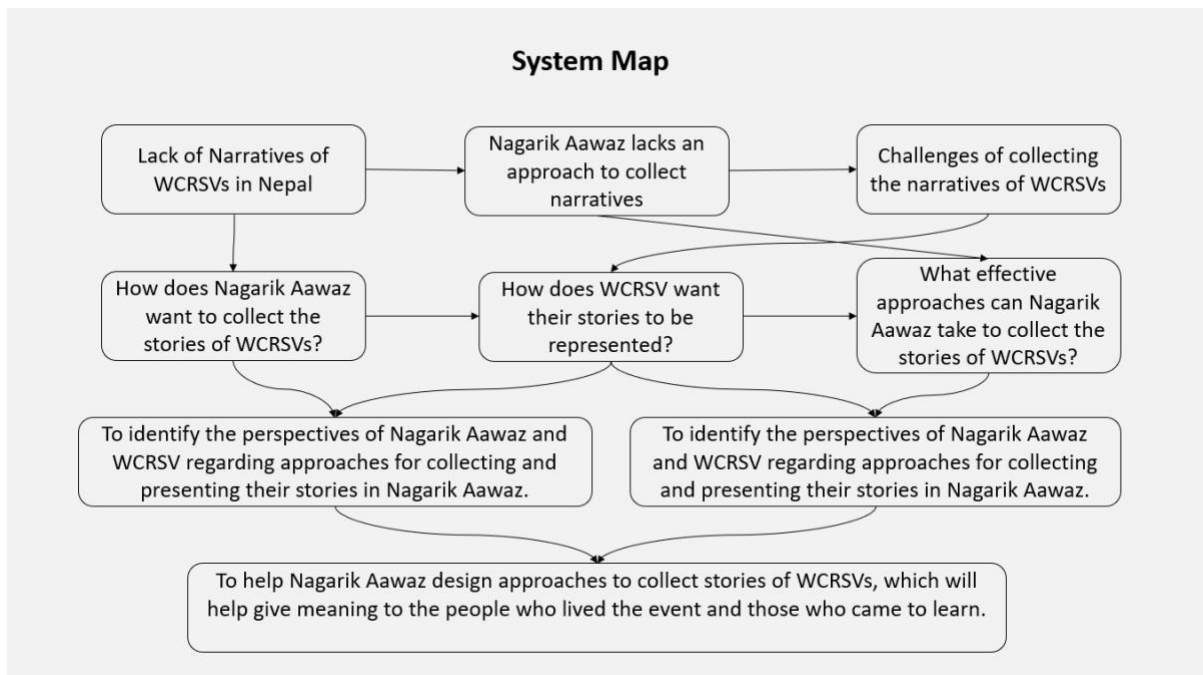 System Map
Lack of Narratives of
WCRSVs in Nepal
Nagarik Aawaz lacks an
approach to collect
narratives
Challenges of collecting
the narratives of WCRSVs
How does Nagarik Aawaz
want to collect the
stories of WCRSVs?
How does WCRSV want
their stories to be
represented?
What effective
approaches can Nagarik
Aawaz take to collect the
stories of WCRSVs?
To identify the perspectives of Nagarik Aawaz and
WCRSV regarding approaches for collecting and
presenting their stories in Nagarik Aawaz.
To identify the perspectives of Nagarik Aawaz
and WCRSV regarding approaches for collecting
and presenting their stories in Nagarik Aawaz.
To help Nagarik Aawaz design approaches to collect stories of WCRSVs, which will
help give meaning to the people who lived the event and those who came to learn.